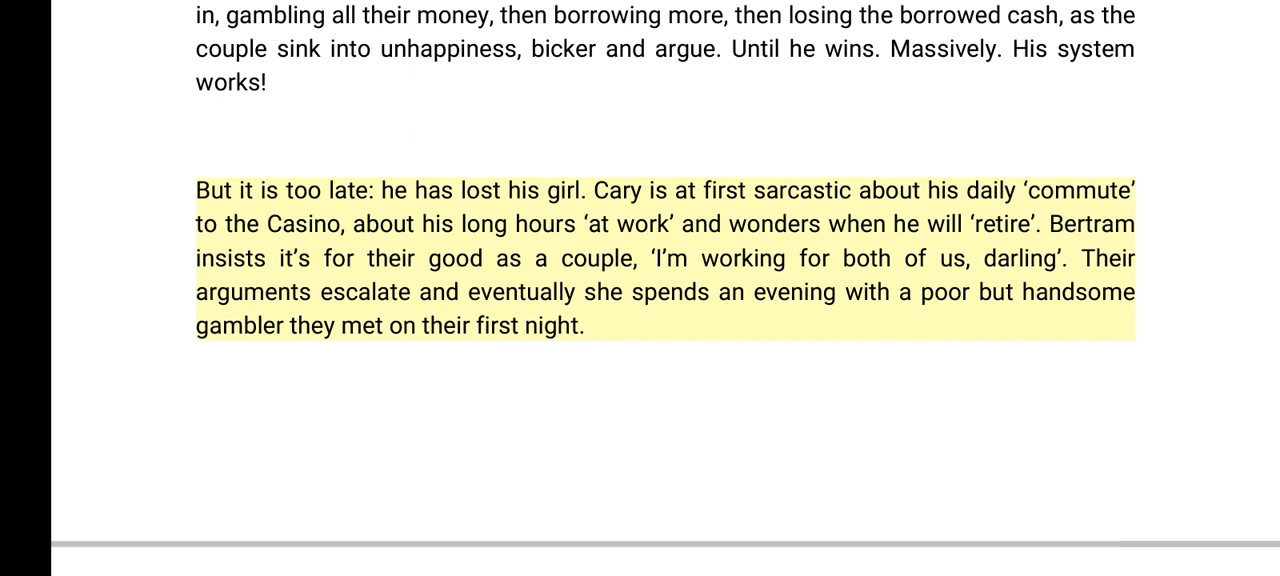 in, gambling all their money, then borrowing more, then losing the borrowed cash, as the
couple sink into unhappiness, bicker and argue. Until he wins. Massively. His system
works!
But it is too late: he has lost his girl. Cary is at first sarcastic about his daily ‘commute’
to the Casino, about his long hours ‘at work’ and wonders when he will ‘retire’. Bertram
insists it’s for their good as a couple, ‘I’m working for both of us, darling’. Their
arguments escalate and eventually she spends an evening with a poor but handsome
gambler they met on their first night.